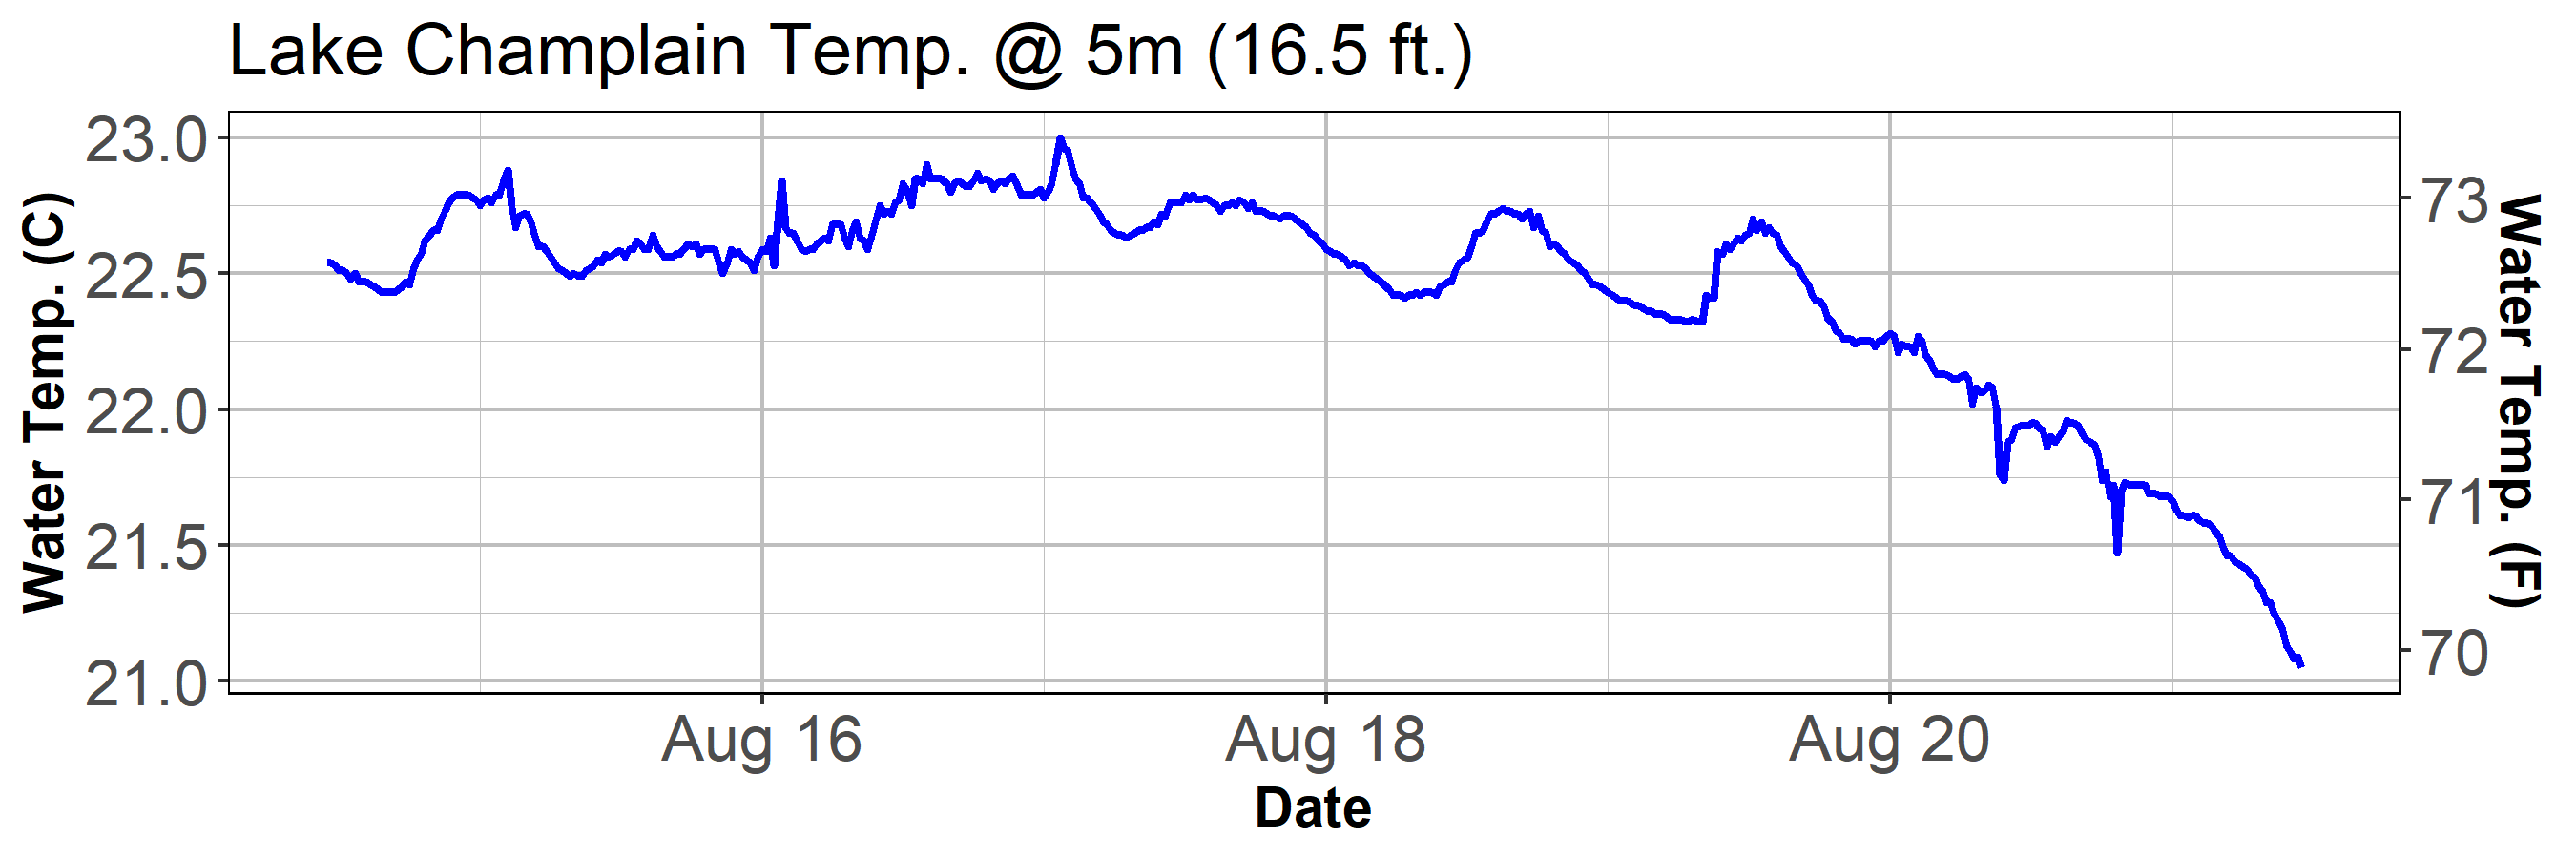 Lake Champlain Temp. @ 5m (16.5 ft.)
23.0
22.5
22.0
21.5
21.0
Water Temp. (C)
73
72
71
70
Water Temp. (F)
Aug 16
Aug 18
Aug 20
Date